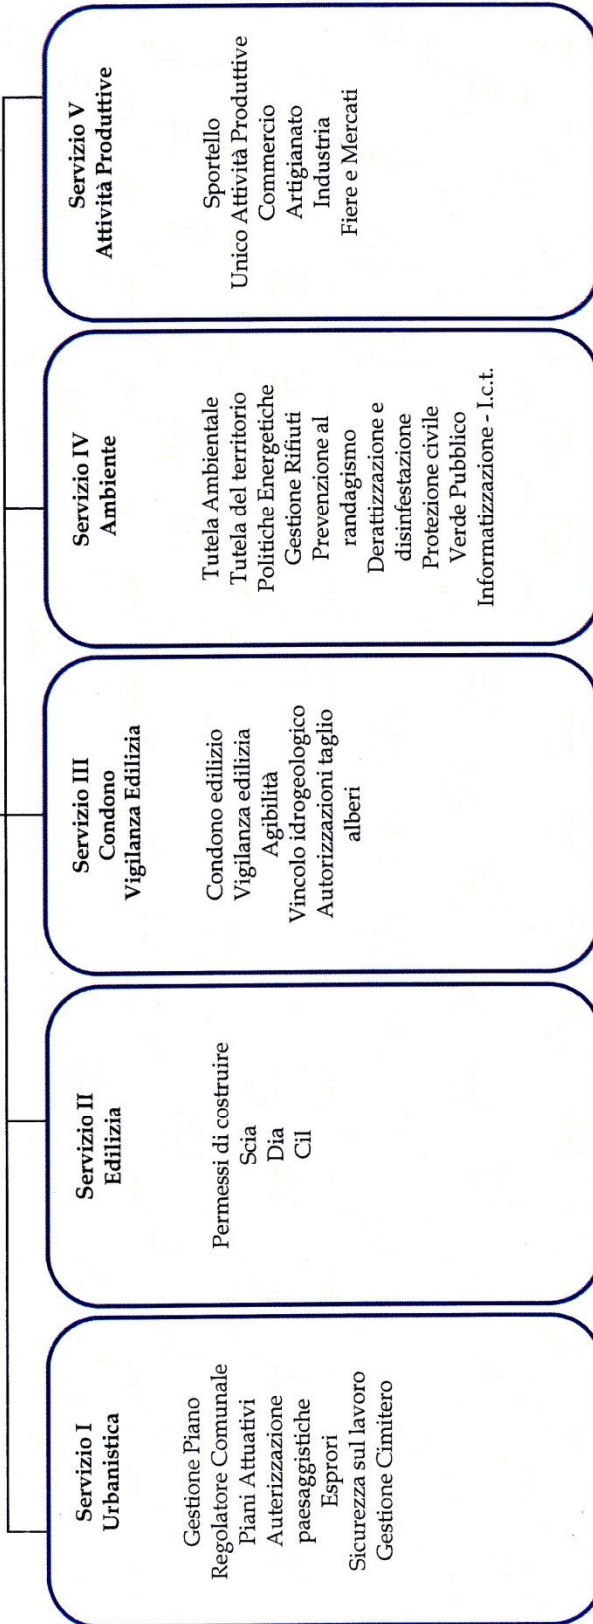 Servizio I
Urbanistica
Gestione Piano
Regolatore Comunale
Piani Attuativi
Auterizzazione
paesaggistiche
Esprori
Sicurezza sul lavoro
Gestione Cimitero
Servizio II
Edilizia
Permessi di costruire
Scia
Dia
Cil
Servizio III
Condono
Vigilanza Edilizia
Condono edilizio
Vigilanza edilizia
Agibilità
Vincolo idrogeologico
Autorizzazioni taglio
alberi
Servizio IV
Ambiente
Tutela Ambientale
Tutela del territorio
Politiche Energetiche
Gestione Rifiuti
Prevenzione al
randagismo
Derattizzazione e
disinfestazione
Protezione civile
Verde Pubblico
Informatizzazione - I.c.t.
Servizio V
Attività Produttive
Sportello
Unico Attività Produttive
Commercio
Artigianato
Industria
Fiere e Mercati